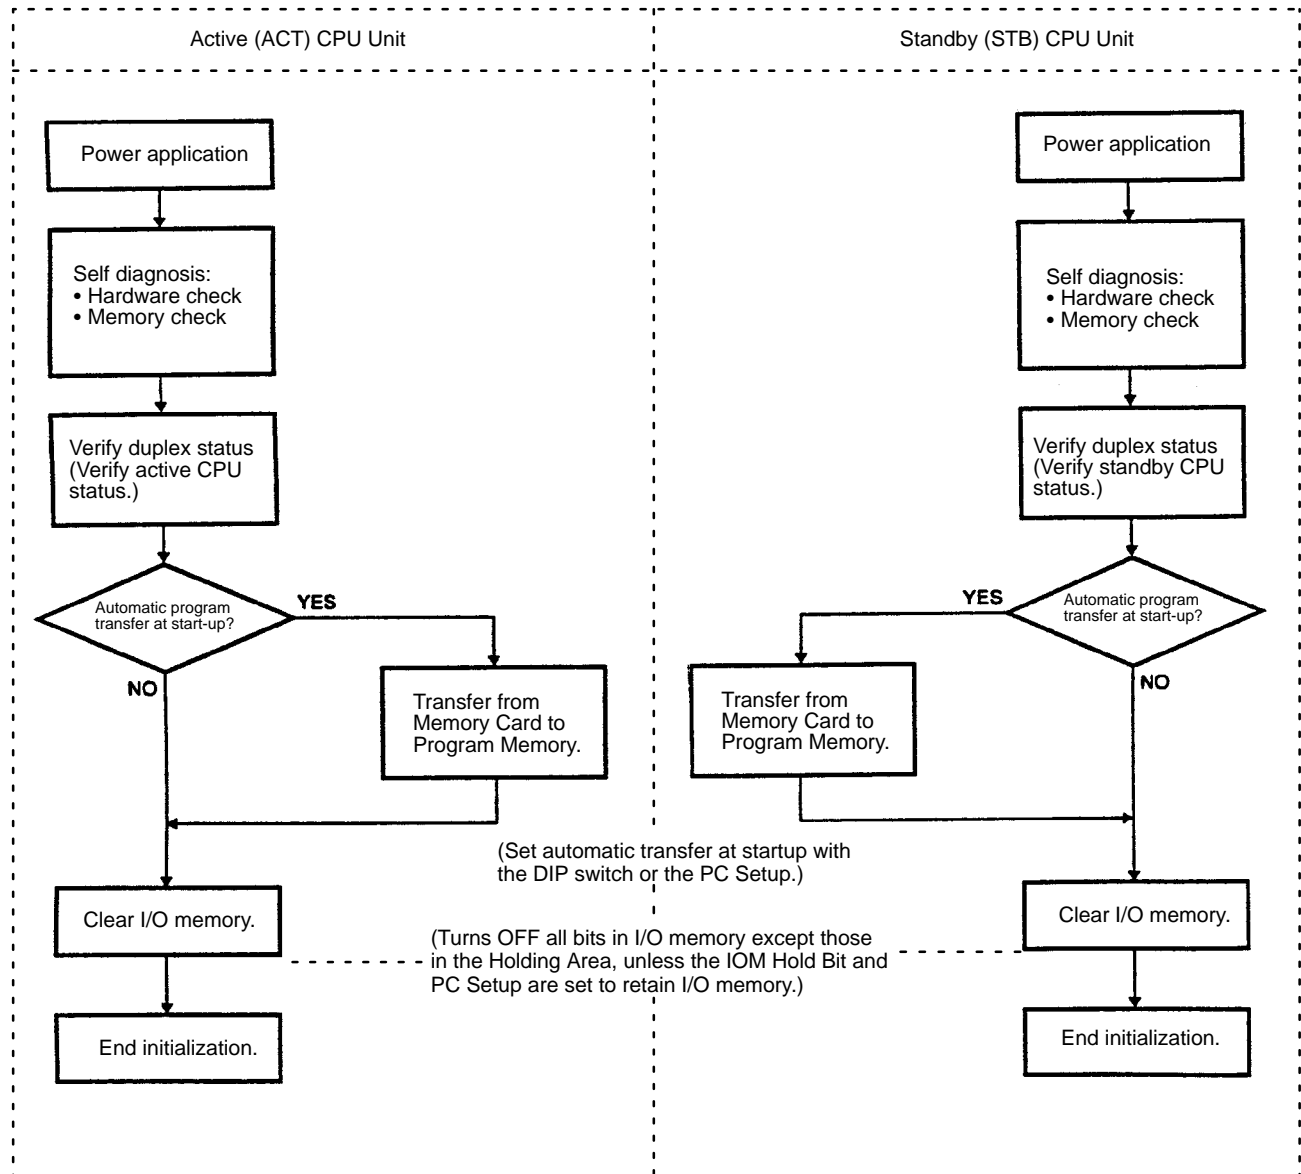 Active (ACT) CPU Unit
Standby (STB) CPU Unit
Power application
Self diagnosis:
• Hardware check
• Memory check
Verify duplex status
(Verify active CPU
status.)
Automatic program
transfer at start-up?
YES
NO
Transfer from
Memory Card to
Program Memory.
Clear I/O memory.
End initialization.
(Set automatic transfer at startup with
the DIP switch or the PC Setup.)
(Turns OFF all bits in I/O memory except those
in the Holding Area, unless the IOM Hold Bit and
PC Setup are set to retain I/O memory.)
Power application
Self diagnosis:
• Hardware check
• Memory check
Verify duplex status
(Verify standby CPU
status.)
Automatic program
transfer at start-up?
YES
NO
Transfer from
Memory Card to
Program Memory.
Clear I/O memory.
End initialization.